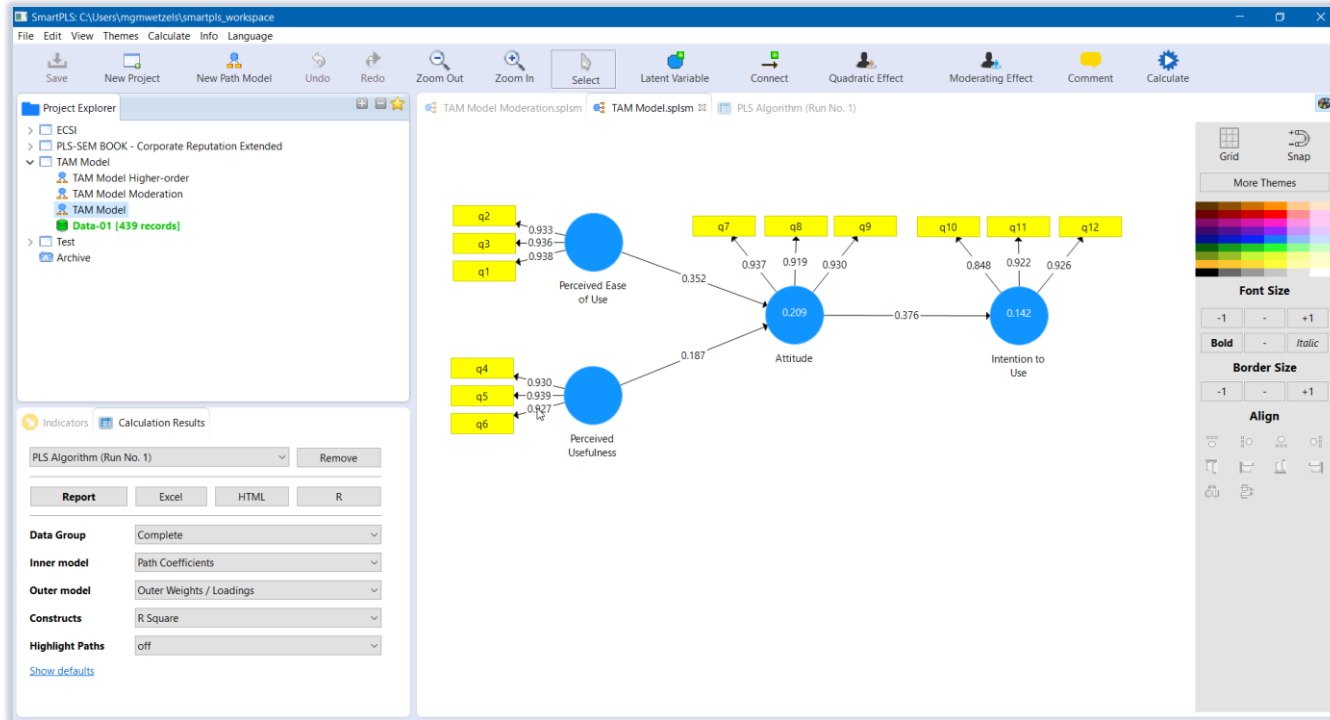 SmartPLS: C:\Users\mgmwetzels\smartpls_workspace
File Edit View Themes Calculate Info Language
Save New Project New Path Model Undo Redo Zoom Out Zoom In Select Latent Variable Connect Quadratic Effect Moderating Effect Comment Calculate
Project Explorer
ECSI
PLS-SEM BOOK - Corporate Reputation Extended
TAM Model
TAM Model Higher-order
TAM Model Moderation
TAM Model
Data-01 [439 records]
Test
Archive
Indicators Calculation Results
PLS Algorithm (Run No. 1) Remove
Report Excel HTML R
Data Group Complete
Inner model Path Coefficients
Outer model Outer Weights / Loadings
Constructs R Square
Highlight Paths off
Show defaults
TAM Model Moderation.splsm TAM Model.splsm PLS Algorithm (Run No. 1)
q2
q3
q1
0.933
0.936
0.938
Perceived Ease
of Use
0.352
q4
q5
q6
0.930
0.939
0.927
Perceived
Usefulness
0.187
q7 q8 q9
0.937 0.919 0.930
0.209
Attitude
0.376
q10 q11 q12
0.848 0.922 0.926
0.142
Intention to
Use
Grid Snap
More Themes
Font Size
-1 - +1
Bold - Italic
Border Size
-1 - +1
Align